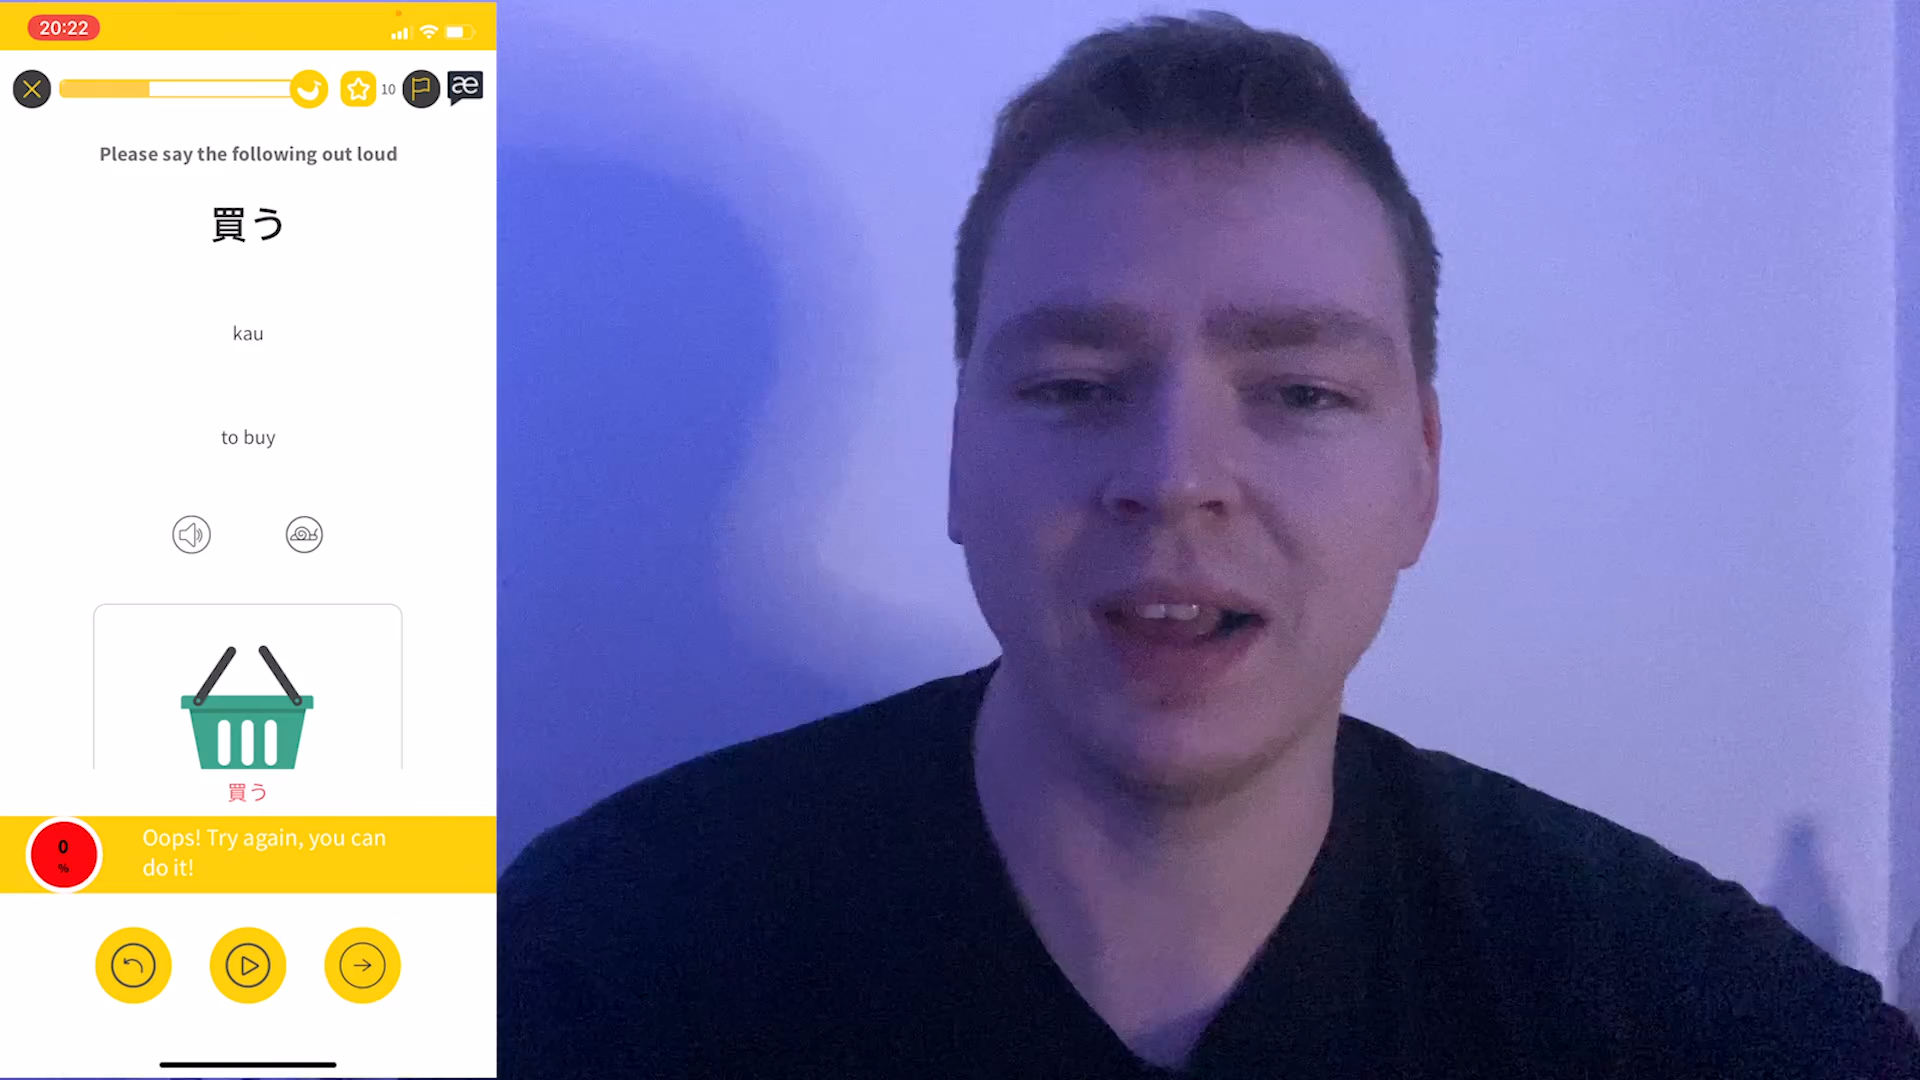 20:22
10
æ
Please say the following out loud
買う
kau
to buy
買う
0
%
Oops! Try again, you can
do it!